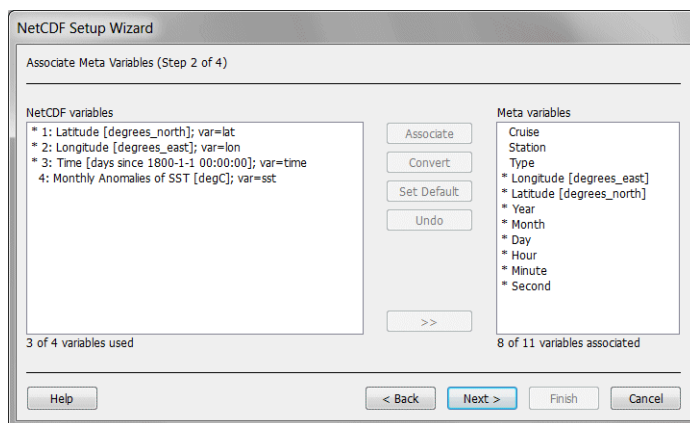 NetCDF Setup Wizard
Associate Meta Variables (Step 2 of 4)
NetCDF variables
* 1: Latitude [degrees_north]; var=lat
* 2: Longitude [degrees_east]; var=lon
* 3: Time [days since 1800-1-1 00:00:00]; var=time
4: Monthly Anomalies of SST [degC]; var=sst
3 of 4 variables used
Associate
Convert
Set Default
Undo
>>
Meta variables
Cruise
Station
Type
* Longitude [degrees_east]
* Latitude [degrees_north]
* Year
* Month
* Day
* Hour
* Minute
* Second
8 of 11 variables associated
Help
< Back
Next >
Finish
Cancel